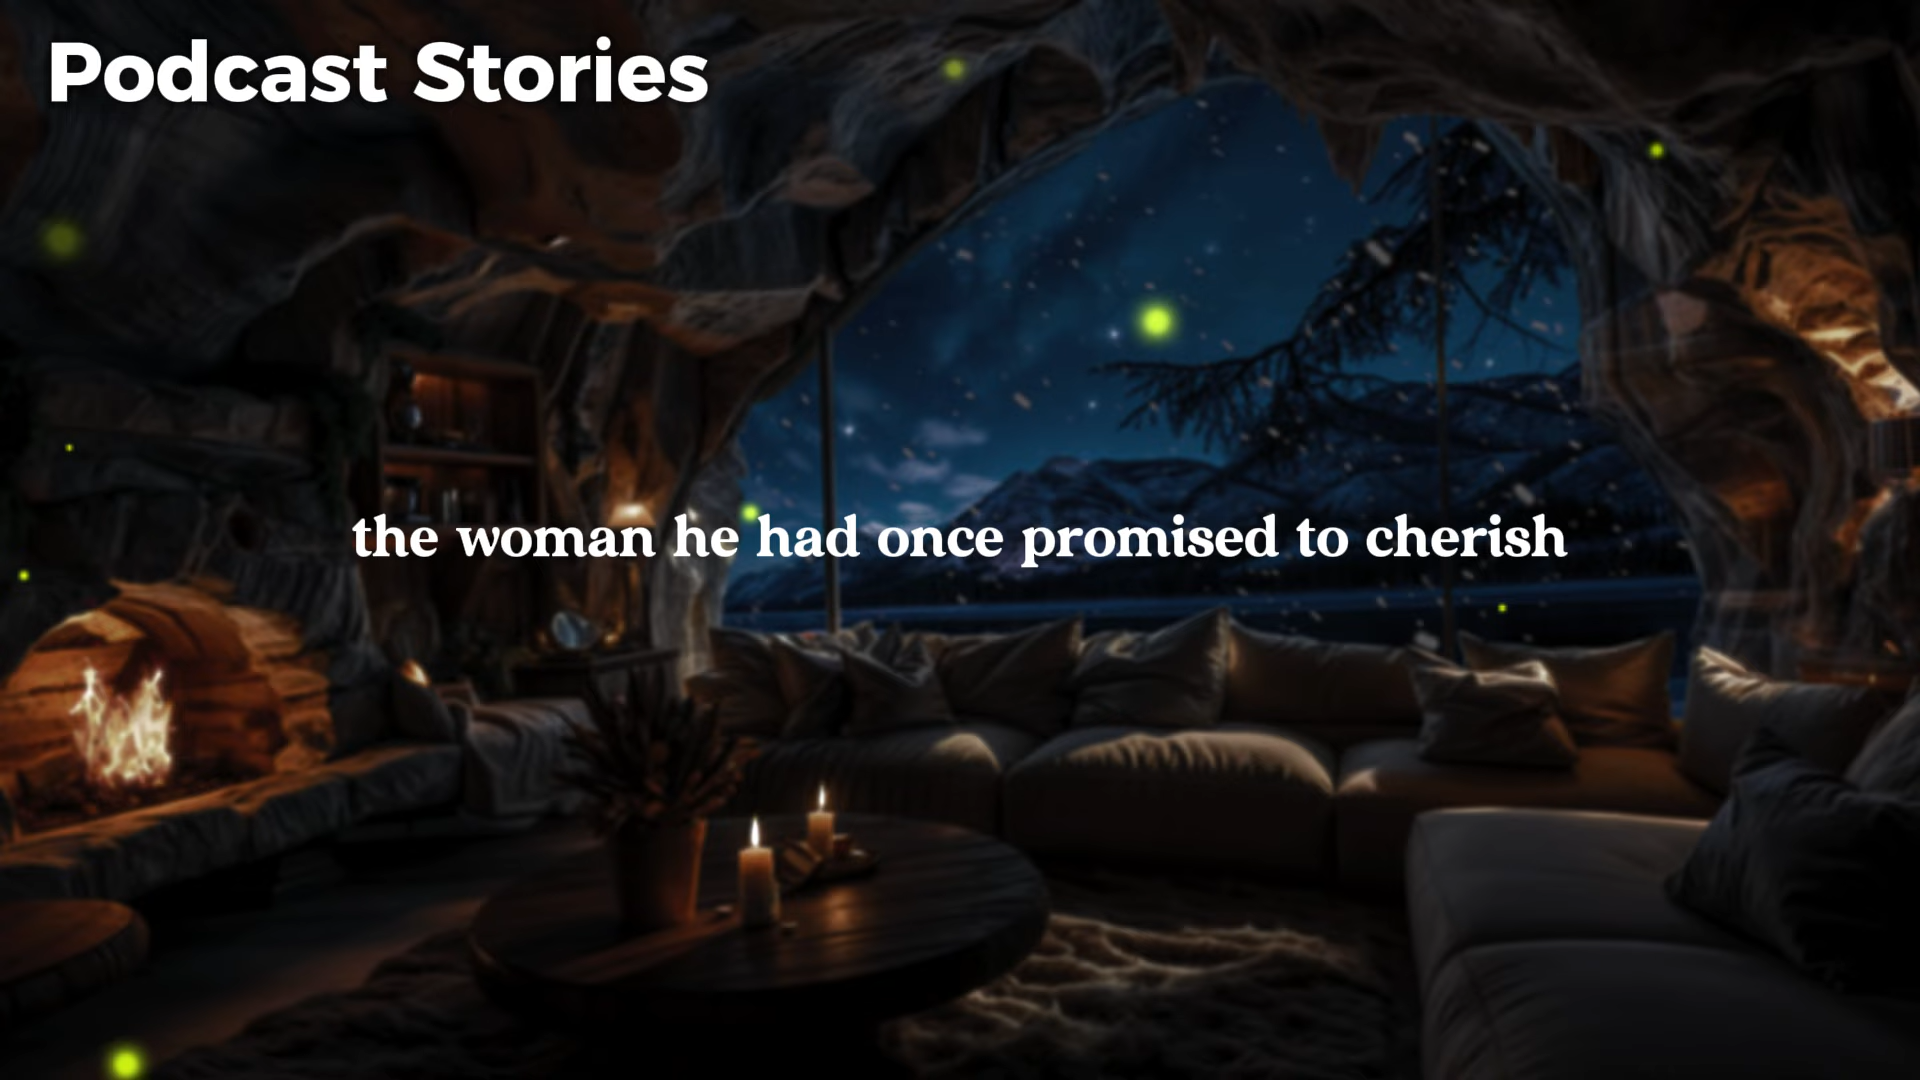 Podcast Stories
the woman he had once promised to cherish